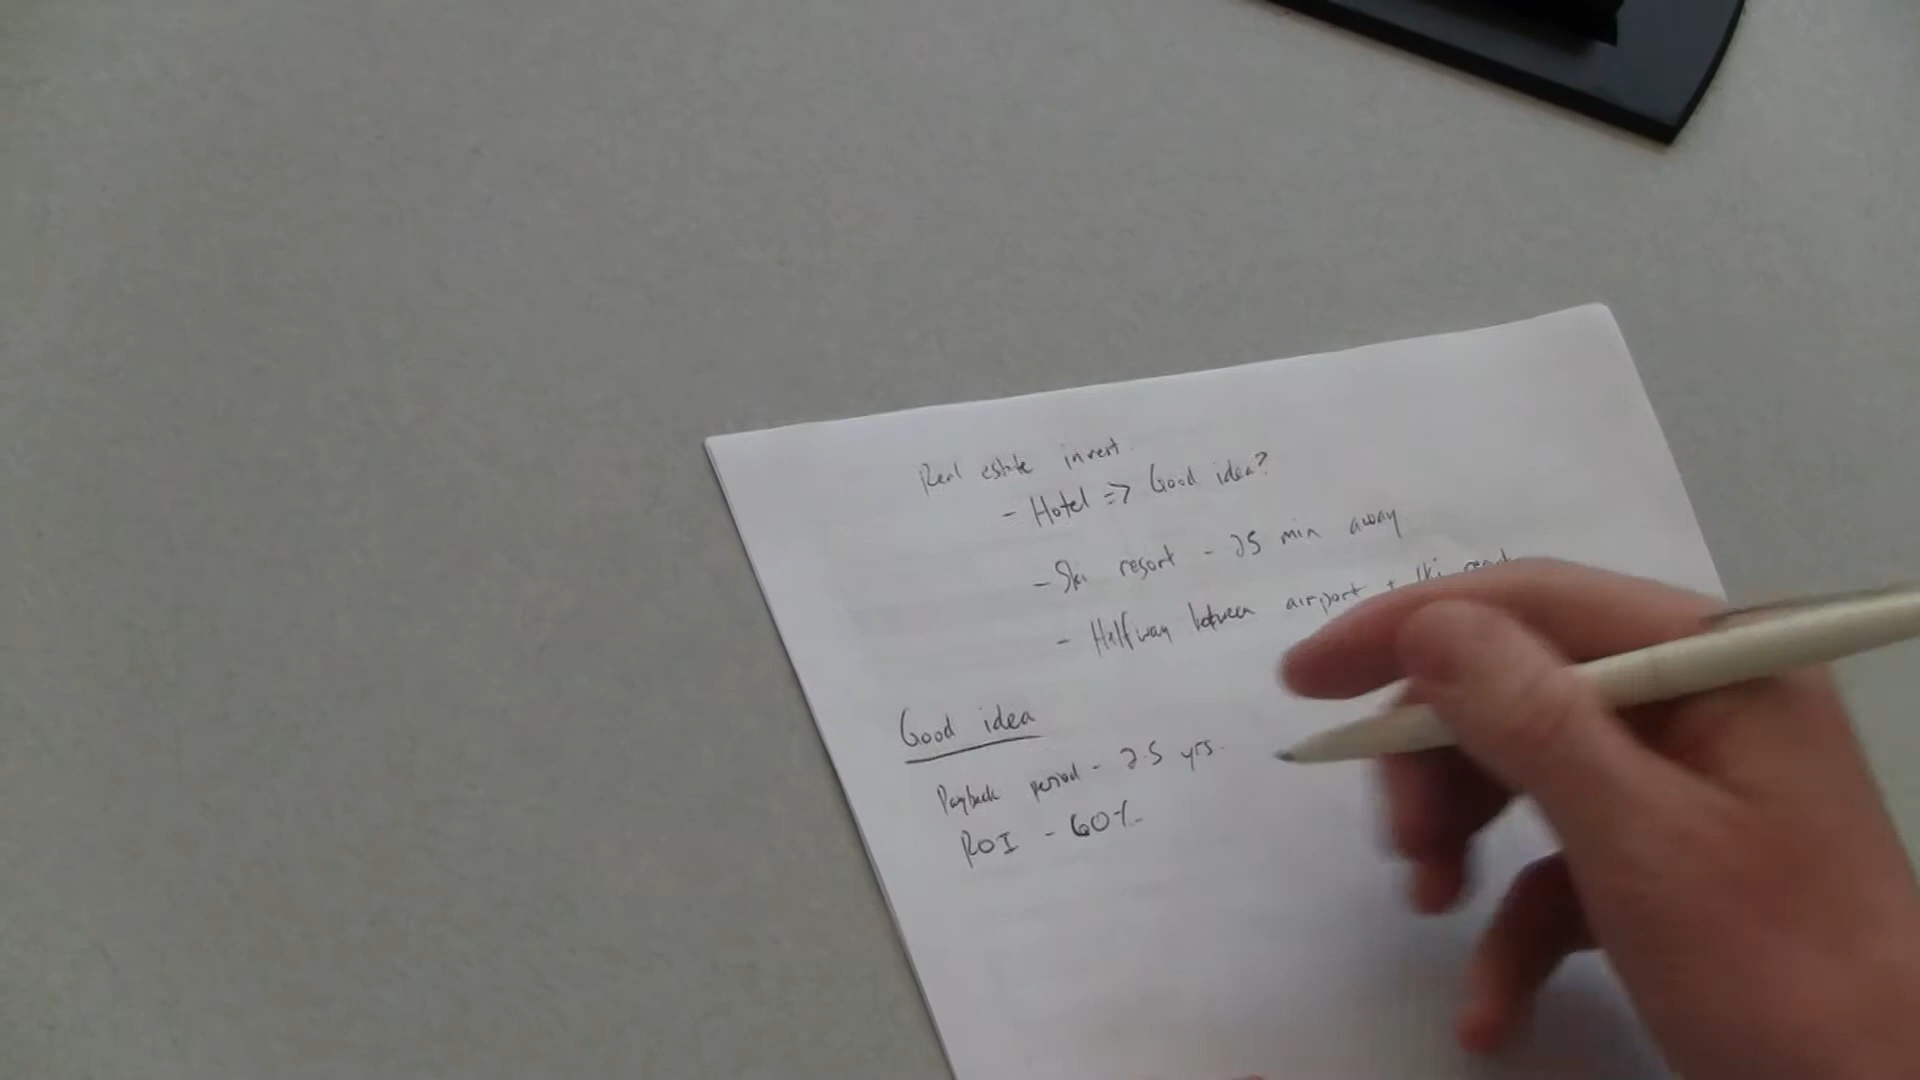 Real estate invest.
- Hotel => Good idea?
- Ski resort - 25 min away
- Halfway between airport +
Good idea
Payback period - 2.5 yrs.
ROI - 60%